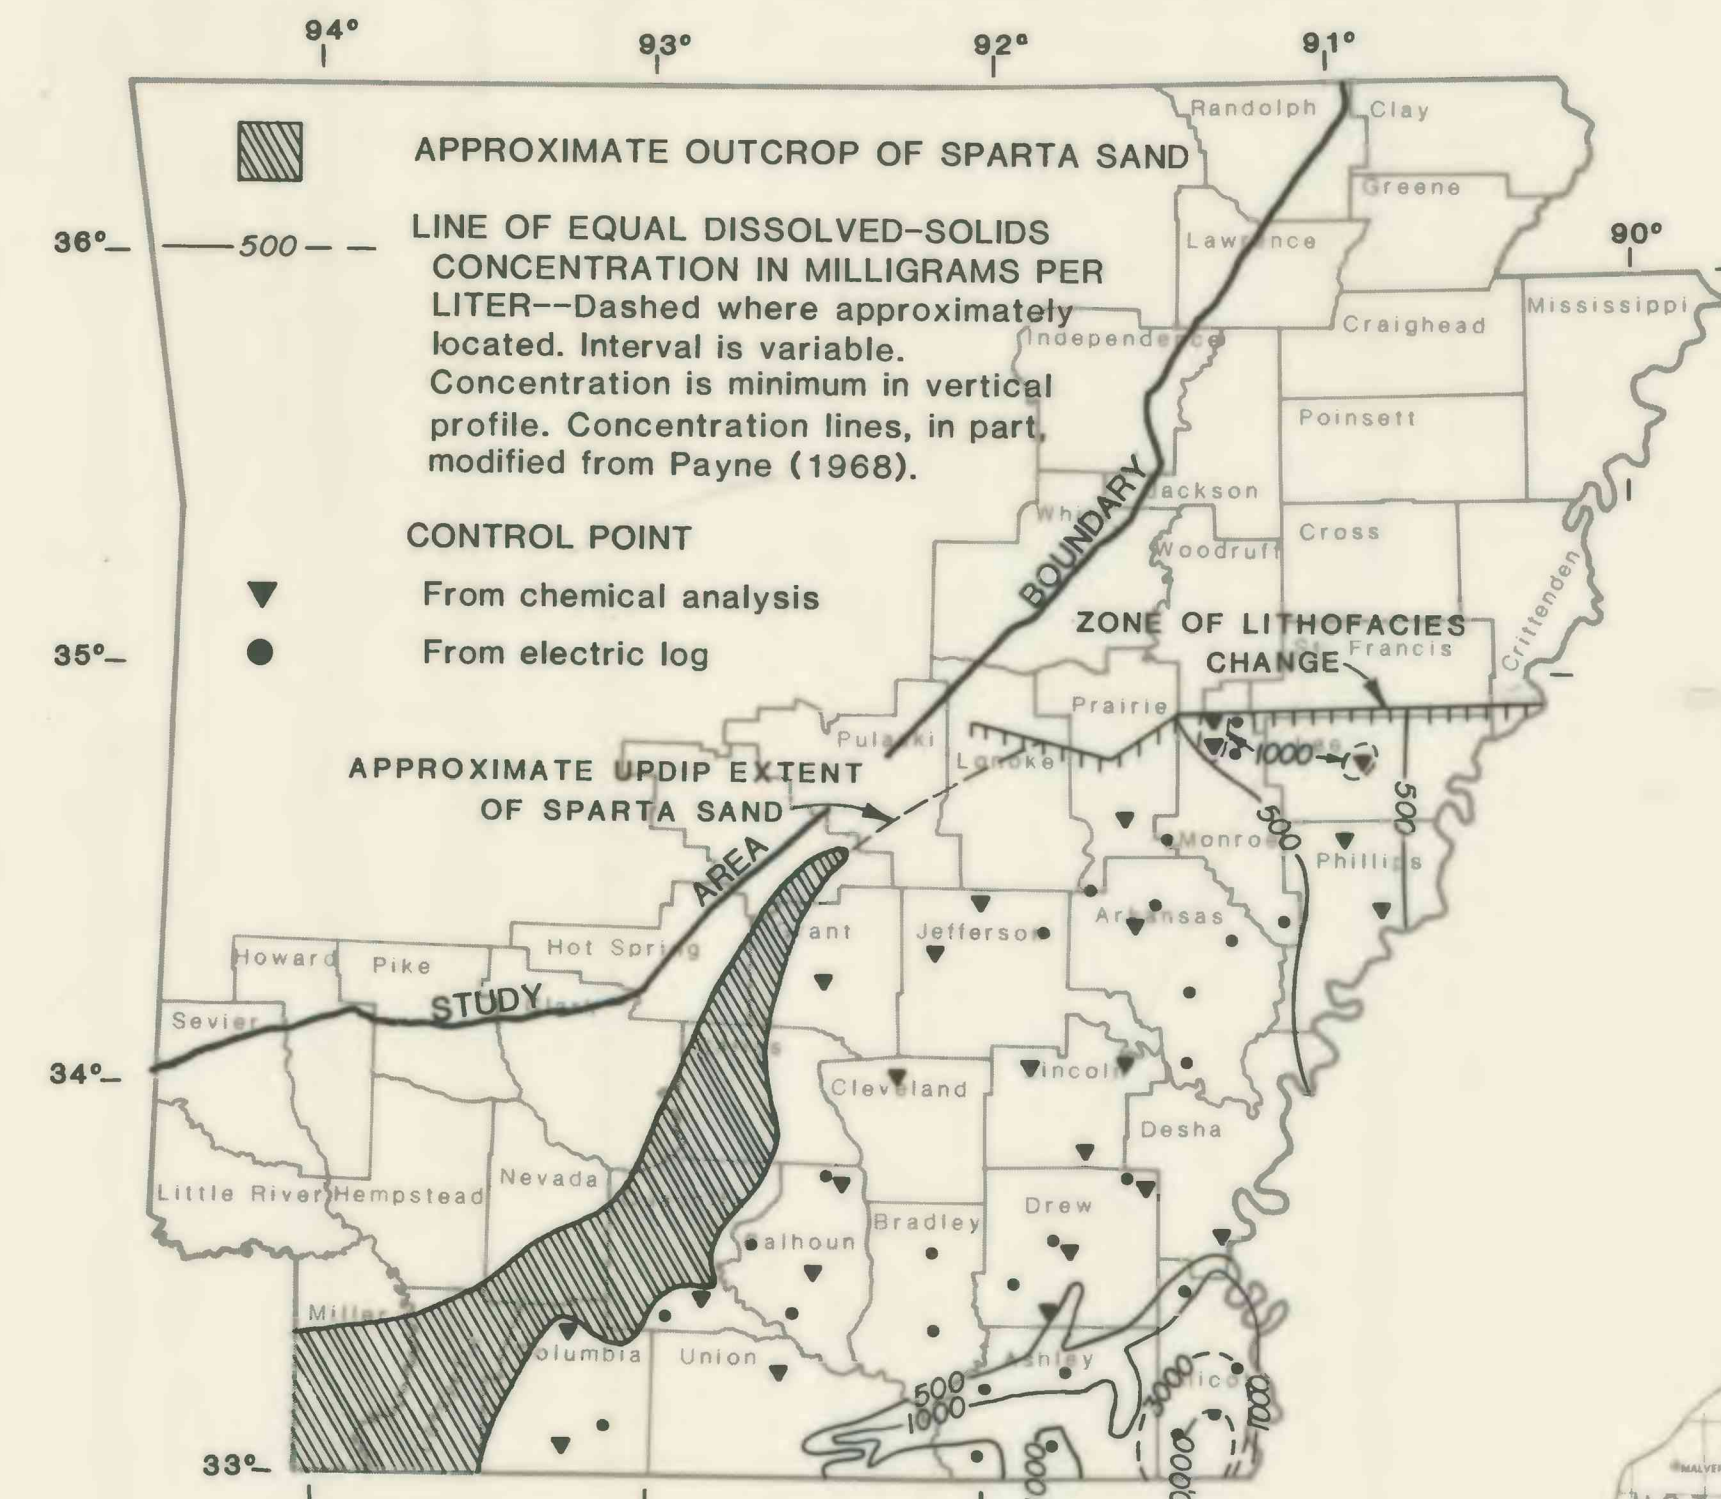 94°
93°
92°
91°
Randolph
Clay
APPROXIMATE OUTCROP OF SPARTA SAND
Greene
36°
500
LINE OF EQUAL DISSOLVED-SOLIDS
CONCENTRATION IN MILLIGRAMS PER
LITER--Dashed where approximately
located. Interval is variable.
Concentration is minimum in vertical
profile. Concentration lines, in part,
modified from Payne (1968).
Lawrence
90°
Mississippi
Craighead
Independence
Poinsett
Jackson
CONTROL POINT
From chemical analysis
From electric log
BOUNDARY
Woodruff
Cross
Crittenden
ZONE OF LITHOFACIES
CHANGE
St. Francis
35°
Prairie
Pulaski
Lonoke
1000
APPROXIMATE UPDIP EXTENT
OF SPARTA SAND
500
500
Monroe
Phillips
AREA
Grant
Jefferson
Arkansas
Howard
Pike
Hot Spring
STUDY
Sevier
34°
Cleveland
Lincoln
Desha
Little River
Hempstead
Nevada
Drew
Bradley
Calhoun
Miller
Columbia
Union
Ashley
500
1000
3000
1000
33°